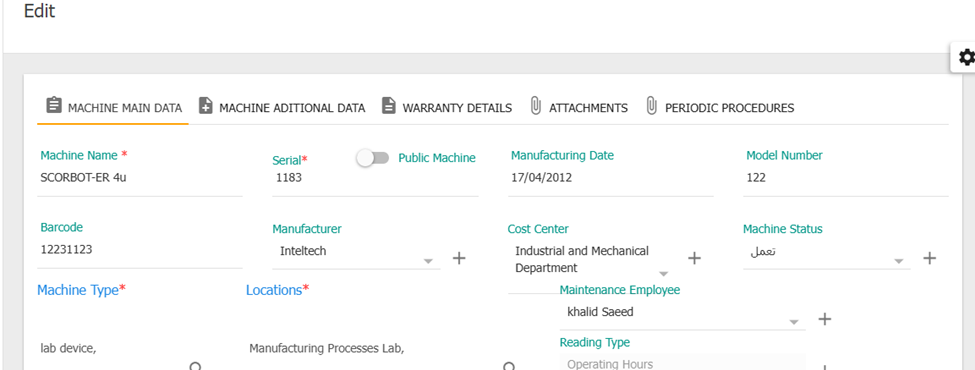 Edit
MACHINE MAIN DATA MACHINE ADITIONAL DATA WARRANTY DETAILS ATTACHMENTS PERIODIC PROCEDURES
Machine Name * Serial* Public Machine Manufacturing Date Model Number
SCORBOT-ER 4u 1183 17/04/2012 122
Barcode Manufacturer Cost Center Machine Status
12231123 Inteltech Industrial and Mechanical تعمل
Department
Machine Type* Locations* Maintenance Employee
khalid Saeed
Reading Type
lab device, Manufacturing Processes Lab,
Operating Hours